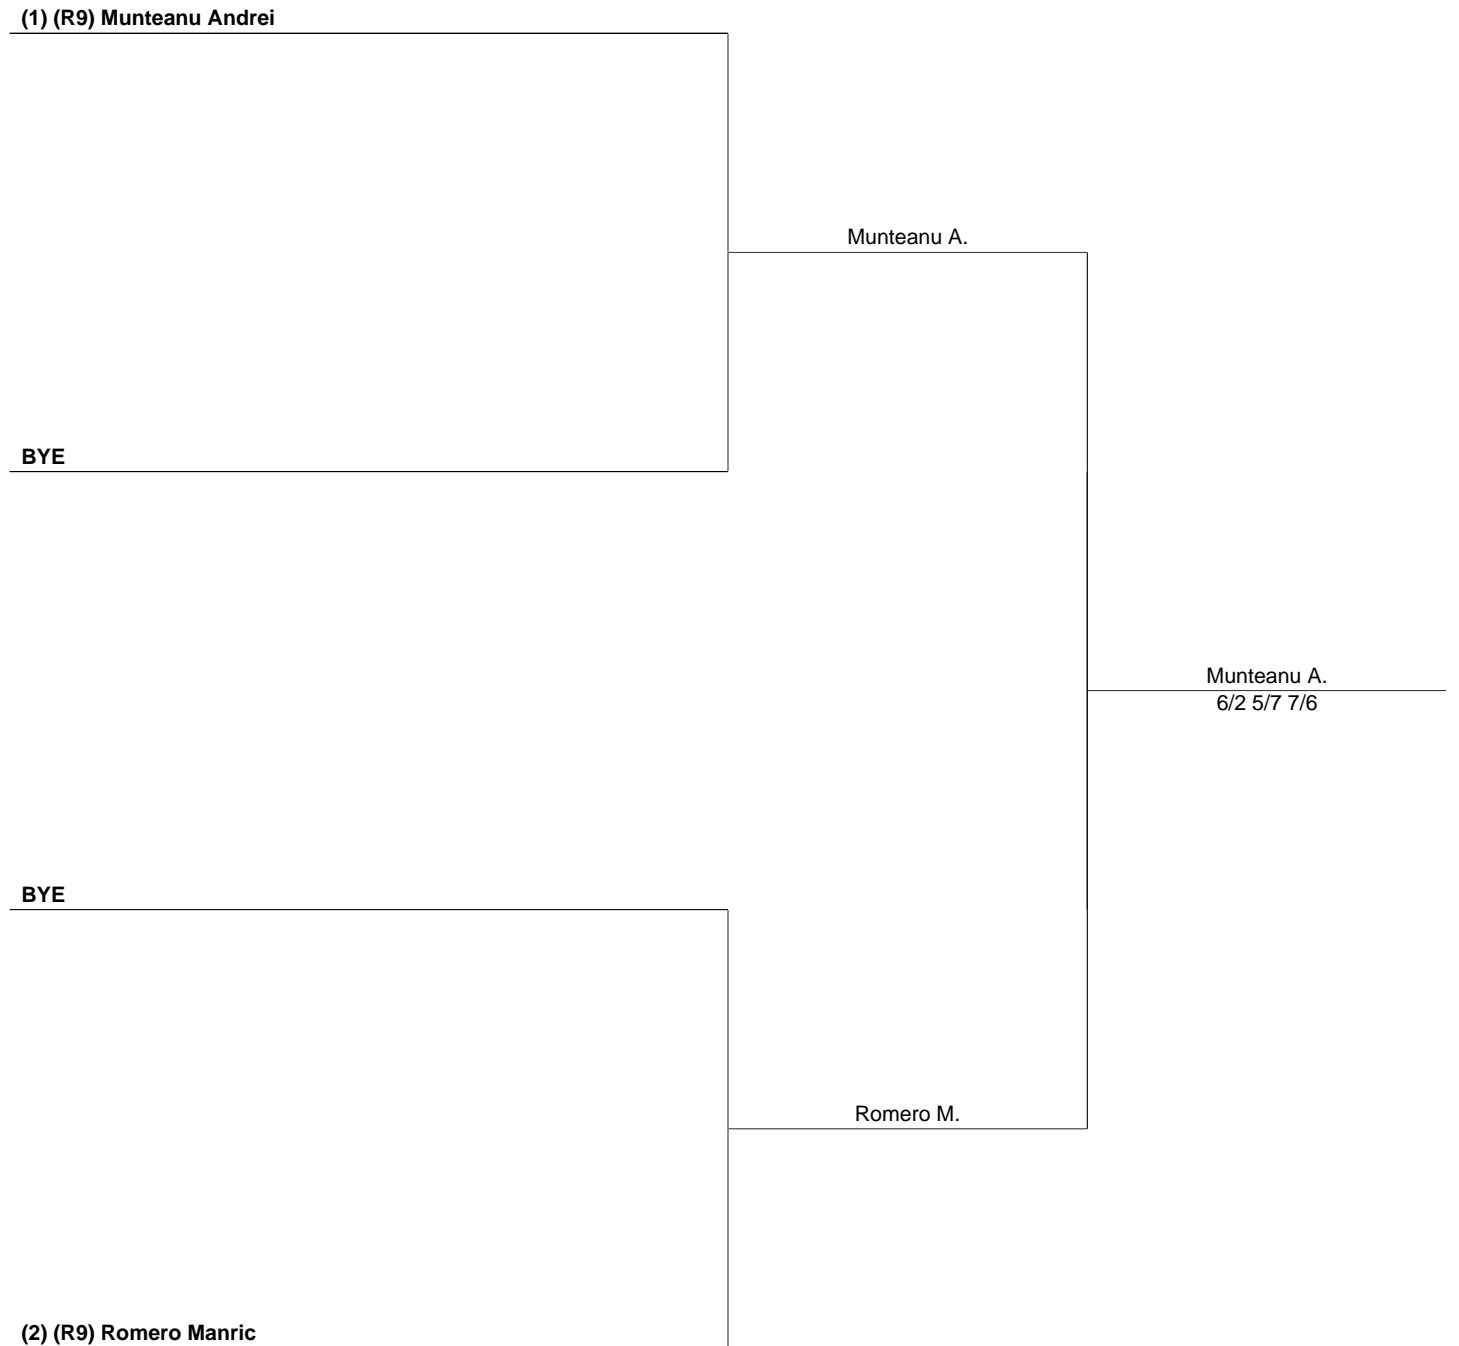 (1) (R9) Munteanu Andrei
Munteanu A.
BYE
Munteanu A.
6/2 5/7 7/6
BYE
Romero M.
(2) (R9) Romero Manric